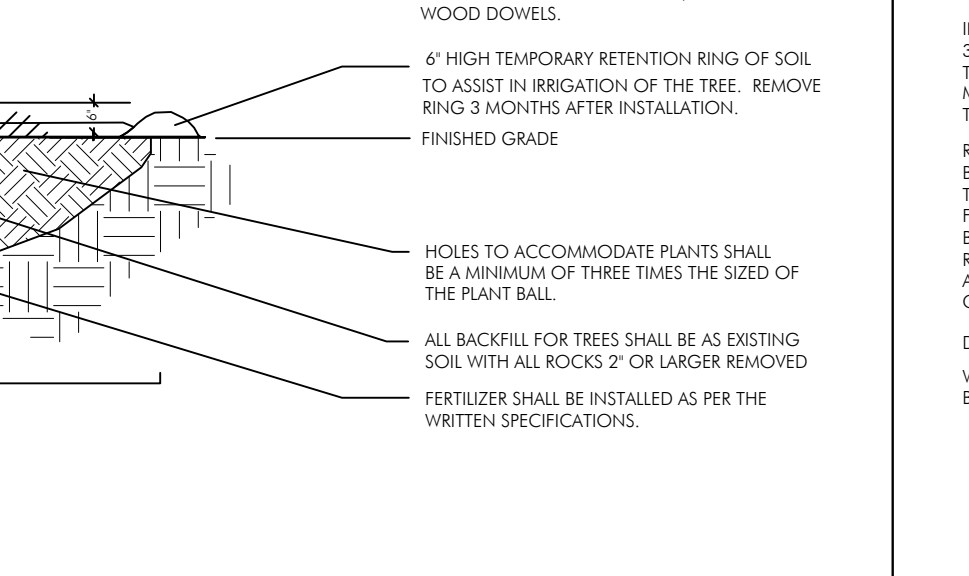 WOOD DOWELS.
6" HIGH TEMPORARY RETENTION RING OF SOIL
TO ASSIST IN IRRIGATION OF THE TREE. REMOVE
RING 3 MONTHS AFTER INSTALLATION.
6"
FINISHED GRADE
HOLES TO ACCOMMODATE PLANTS SHALL
BE A MINIMUM OF THREE TIMES THE SIZED OF
THE PLANT BALL.
ALL BACKFILL FOR TREES SHALL BE AS EXISTING
SOIL WITH ALL ROCKS 2" OR LARGER REMOVED
FERTILIZER SHALL BE INSTALLED AS PER THE
WRITTEN SPECIFICATIONS.